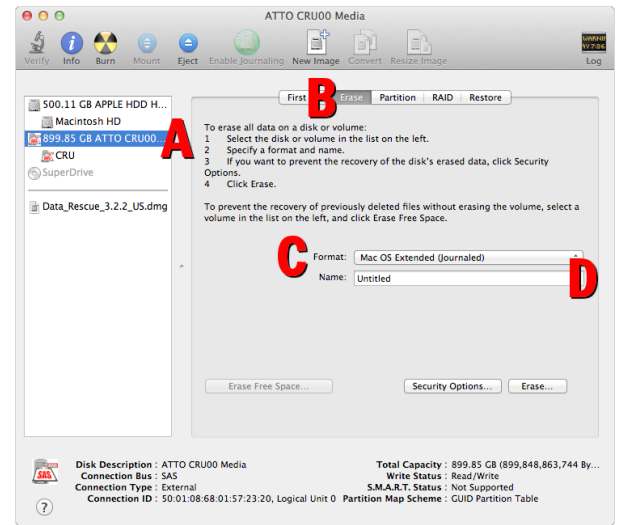 ATTO CRU00 Media
WARNIN
AY 7:86
Verify Info Burn Mount Eject Enable Journaling New Image Convert Resize Image Log
500.11 GB APPLE HDD H...
Macintosh HD
899.85 GB ATTO CRU00...
CRU
SuperDrive
Data_Rescue_3.2.2_US.dmg
A
B
First Erase Partition RAID Restore
To erase all data on a disk or volume:
1 Select the disk or volume in the list on the left.
2 Specify a format and name.
3 If you want to prevent the recovery of the disk's erased data, click Security
Options.
4 Click Erase.
To prevent the recovery of previously deleted files without erasing the volume, select a
volume in the list on the left, and click Erase Free Space.
C
Format: Mac OS Extended (Journaled)
Name: Untitled
D
Erase Free Space... Security Options... Erase...
SAS
Disk Description : ATTO CRU00 Media
Connection Bus : SAS
Connection Type : External
Connection ID : 50:01:08:68:01:57:23:20, Logical Unit 0
Total Capacity : 899.85 GB (899,848,863,744 By...
Write Status : Read/Write
S.M.A.R.T. Status : Not Supported
Partition Map Scheme : GUID Partition Table
?